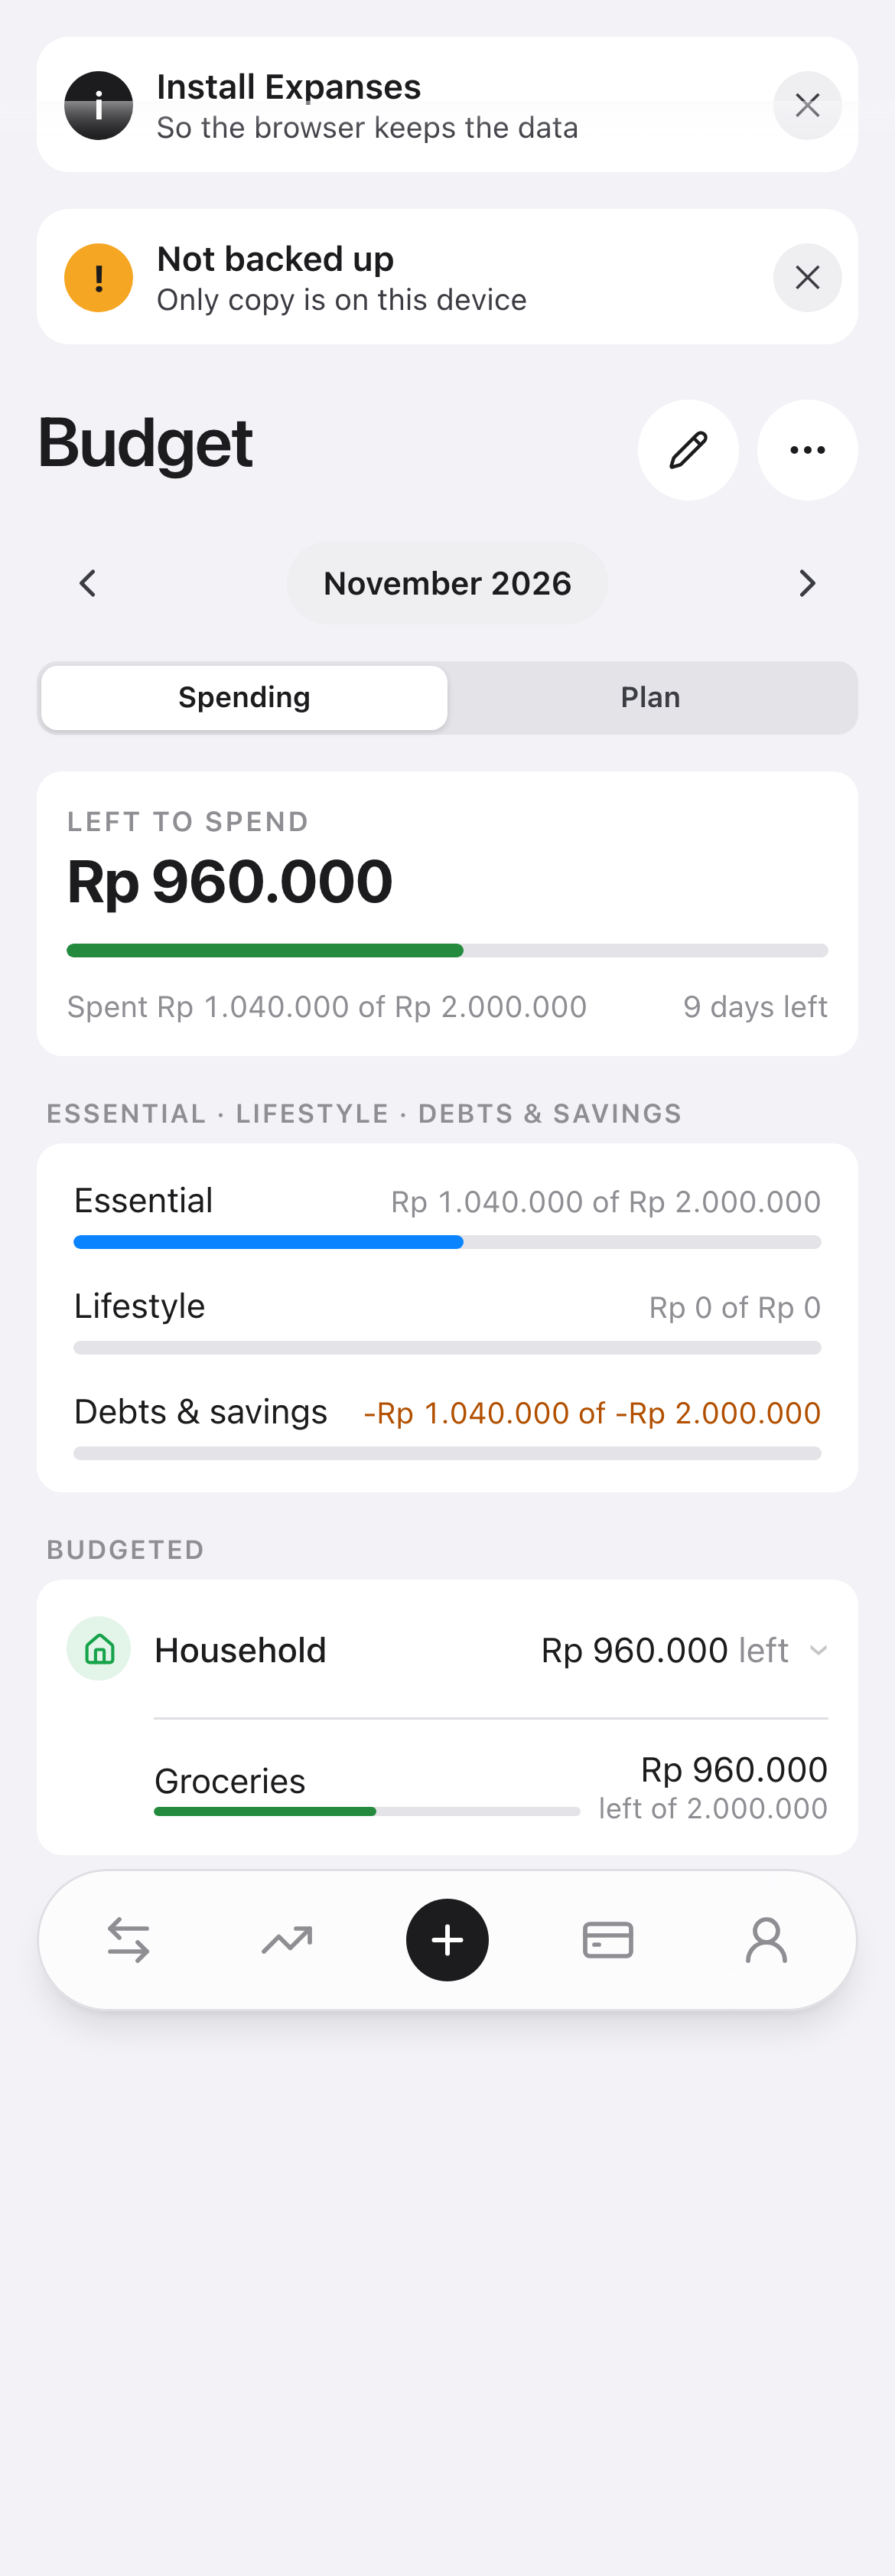 Install Expanses
So the browser keeps the data
Not backed up
Only copy is on this device
Budget
November 2026
Spending
Plan
LEFT TO SPEND
Rp 960.000
Spent Rp 1.040.000 of Rp 2.000.000
9 days left
ESSENTIAL · LIFESTYLE · DEBTS & SAVINGS
Essential
Rp 1.040.000 of Rp 2.000.000
Lifestyle
Rp 0 of Rp 0
Debts & savings
-Rp 1.040.000 of -Rp 2.000.000
BUDGETED
Household
Rp 960.000 left
Groceries
Rp 960.000
left of 2.000.000